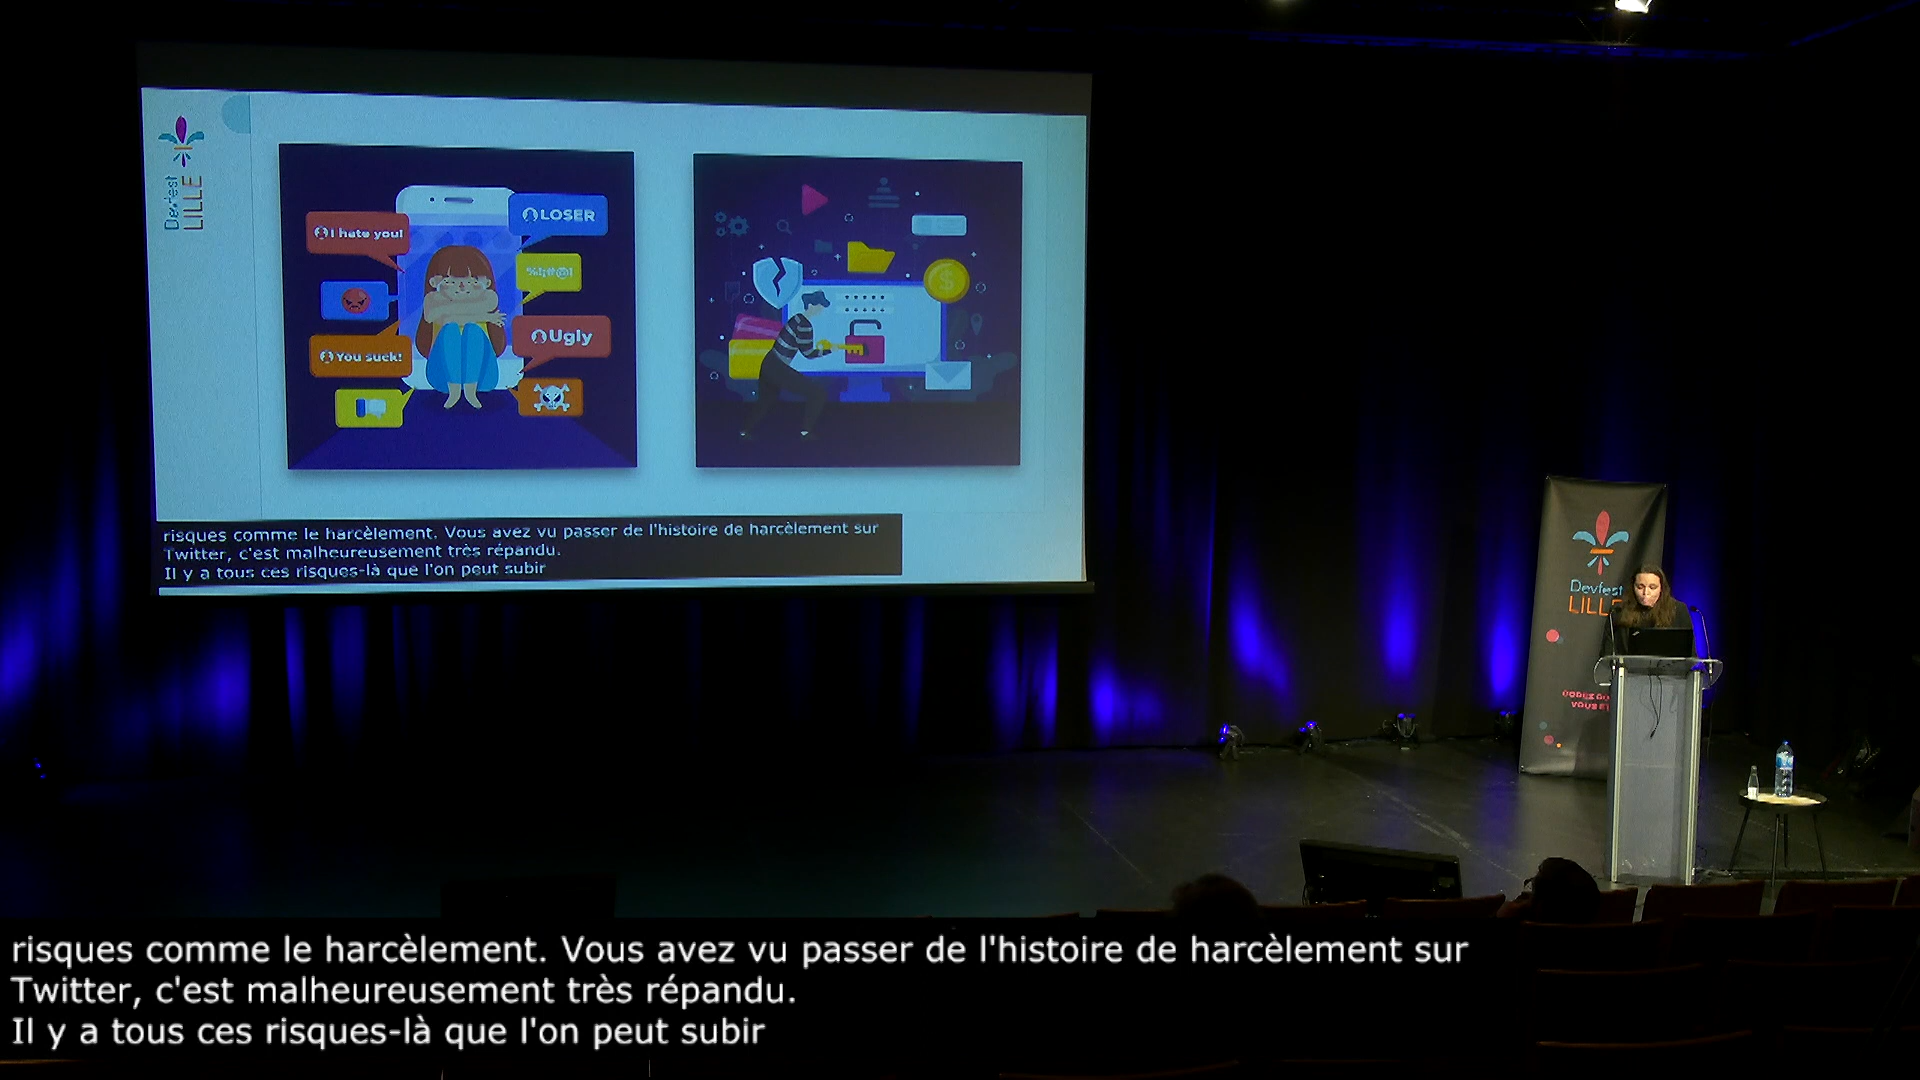 Devfest
LILLE
I hate you!
LOSER
%!#@!
Ugly
You suck!
risques comme le harcèlement. Vous avez vu passer de l'histoire de harcèlement sur
Twitter, c'est malheureusement très répandu.
Il y a tous ces risques-là que l'on peut subir
Devfest
LILLE
risques comme le harcèlement. Vous avez vu passer de l'histoire de harcèlement sur
Twitter, c'est malheureusement très répandu.
Il y a tous ces risques-là que l'on peut subir